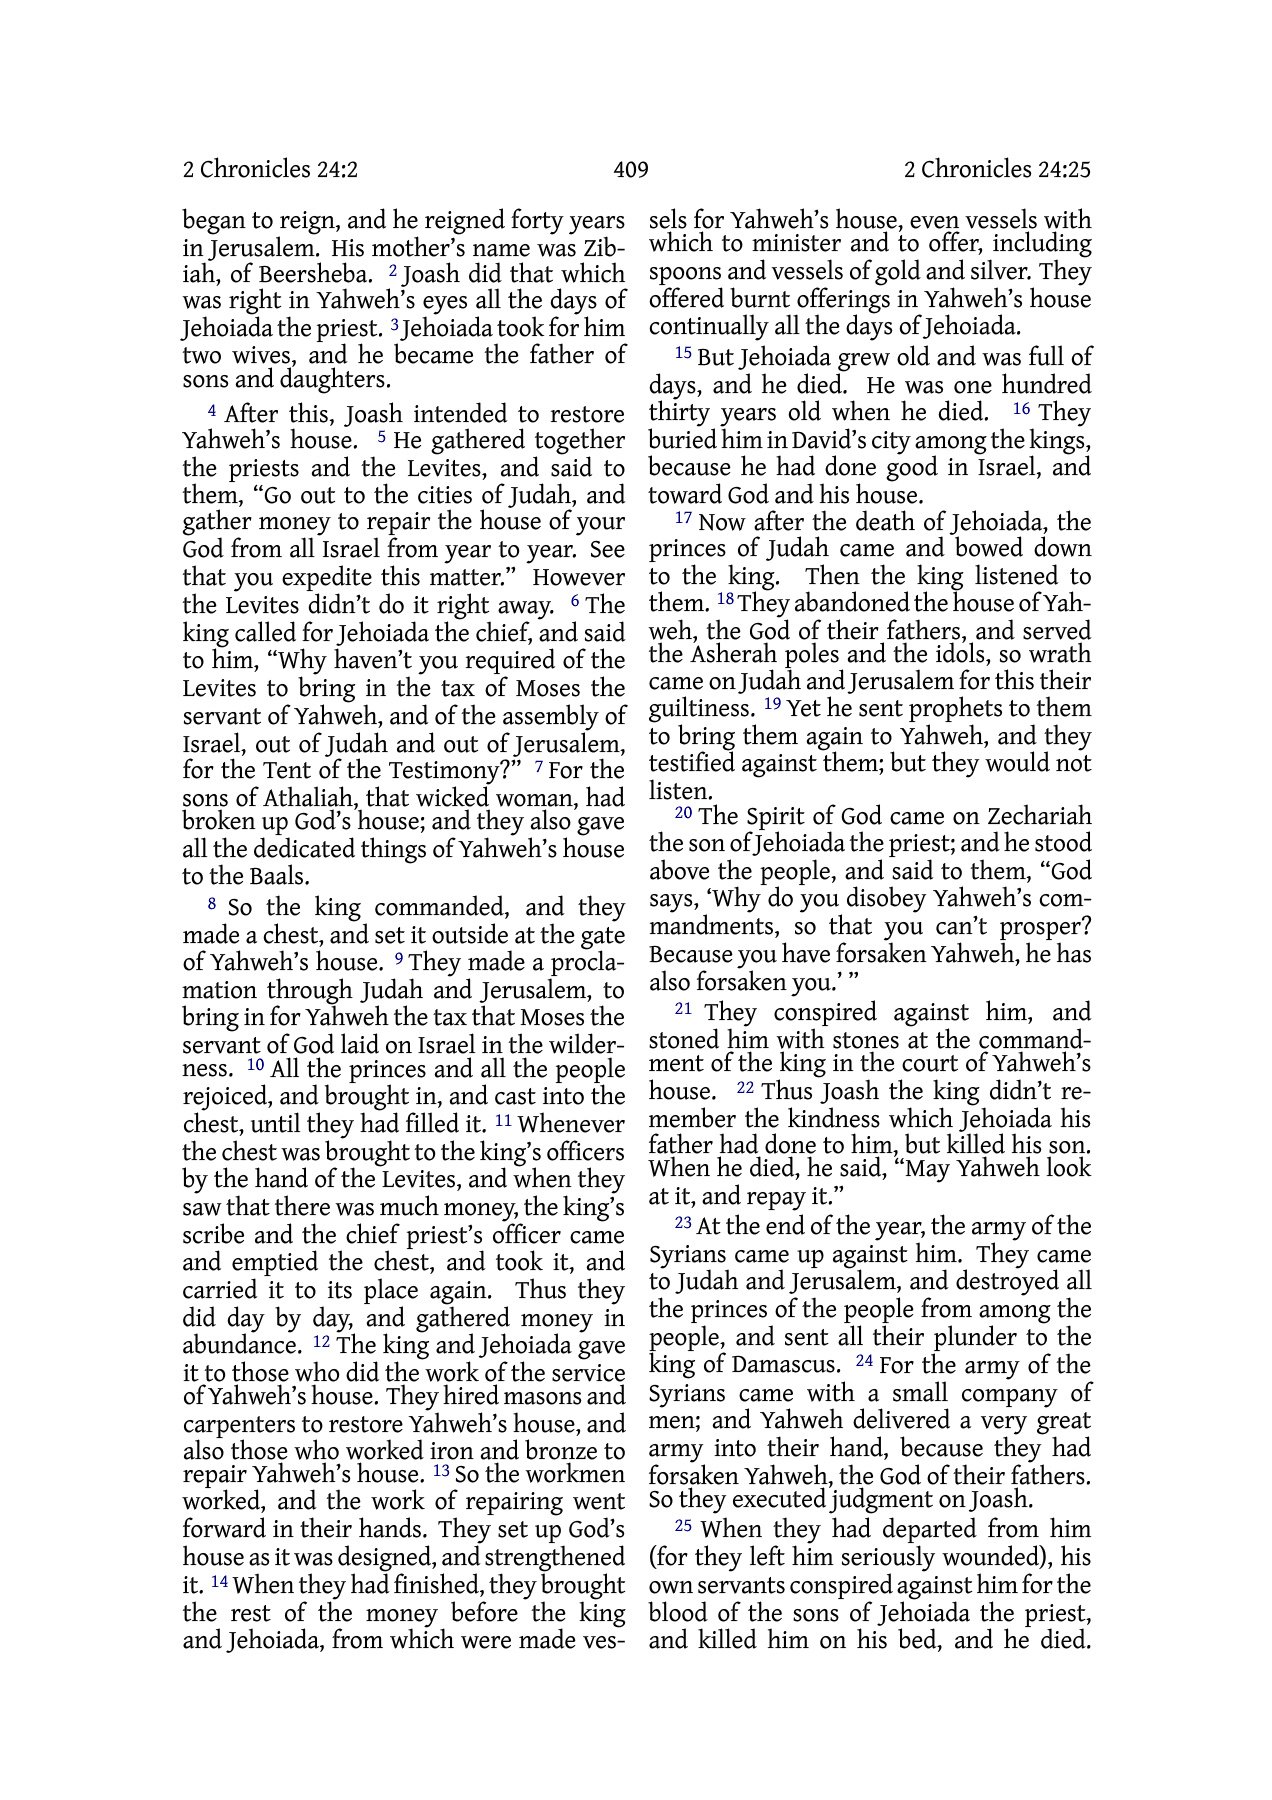 2 Chronicles 24:2 409 2 Chronicles 24:25
began to reign, and he reigned forty years
in Jerusalem. His mother’s name was Zib-
iah, of Beersheba. 2 Joash did that which
was right in Yahweh’s eyes all the days of
Jehoiada the priest. 3 Jehoiada took for him
two wives, and he became the father of
sons and daughters.
4 After this, Joash intended to restore
Yahweh’s house. 5 He gathered together
the priests and the Levites, and said to
them, “Go out to the cities of Judah, and
gather money to repair the house of your
God from all Israel from year to year. See
that you expedite this matter.” However
the Levites didn’t do it right away. 6 The
king called for Jehoiada the chief, and said
to him, “Why haven’t you required of the
Levites to bring in the tax of Moses the
servant of Yahweh, and of the assembly of
Israel, out of Judah and out of Jerusalem,
for the Tent of the Testimony?” 7 For the
sons of Athaliah, that wicked woman, had
broken up God’s house; and they also gave
all the dedicated things of Yahweh’s house
to the Baals.
8 So the king commanded, and they
made a chest, and set it outside at the gate
of Yahweh’s house. 9 They made a procla-
mation through Judah and Jerusalem, to
bring in for Yahweh the tax that Moses the
servant of God laid on Israel in the wilder-
ness. 10 All the princes and all the people
rejoiced, and brought in, and cast into the
chest, until they had filled it. 11 Whenever
the chest was brought to the king’s officers
by the hand of the Levites, and when they
saw that there was much money, the king’s
scribe and the chief priest’s officer came
and emptied the chest, and took it, and
carried it to its place again. Thus they
did day by day, and gathered money in
abundance. 12 The king and Jehoiada gave
it to those who did the work of the service
of Yahweh’s house. They hired masons and
carpenters to restore Yahweh’s house, and
also those who worked iron and bronze to
repair Yahweh’s house. 13 So the workmen
worked, and the work of repairing went
forward in their hands. They set up God’s
house as it was designed, and strengthened
it. 14 When they had finished, they brought
the rest of the money before the king
and Jehoiada, from which were made ves-
sels for Yahweh’s house, even vessels with
which to minister and to offer, including
spoons and vessels of gold and silver. They
offered burnt offerings in Yahweh’s house
continually all the days of Jehoiada.
15 But Jehoiada grew old and was full of
days, and he died. He was one hundred
thirty years old when he died. 16 They
buried him in David’s city among the kings,
because he had done good in Israel, and
toward God and his house.
17 Now after the death of Jehoiada, the
princes of Judah came and bowed down
to the king. Then the king listened to
them. 18 They abandoned the house of Yah-
weh, the God of their fathers, and served
the Asherah poles and the idols, so wrath
came on Judah and Jerusalem for this their
guiltiness. 19 Yet he sent prophets to them
to bring them again to Yahweh, and they
testified against them; but they would not
listen.
20 The Spirit of God came on Zechariah
the son of Jehoiada the priest; and he stood
above the people, and said to them, “God
says, ‘Why do you disobey Yahweh’s com-
mandments, so that you can’t prosper?
Because you have forsaken Yahweh, he has
also forsaken you.’ ”
21 They conspired against him, and
stoned him with stones at the command-
ment of the king in the court of Yahweh’s
house. 22 Thus Joash the king didn’t re-
member the kindness which Jehoiada his
father had done to him, but killed his son.
When he died, he said, “May Yahweh look
at it, and repay it.”
23 At the end of the year, the army of the
Syrians came up against him. They came
to Judah and Jerusalem, and destroyed all
the princes of the people from among the
people, and sent all their plunder to the
king of Damascus. 24 For the army of the
Syrians came with a small company of
men; and Yahweh delivered a very great
army into their hand, because they had
forsaken Yahweh, the God of their fathers.
So they executed judgment on Joash.
25 When they had departed from him
(for they left him seriously wounded), his
own servants conspired against him for the
blood of the sons of Jehoiada the priest,
and killed him on his bed, and he died.